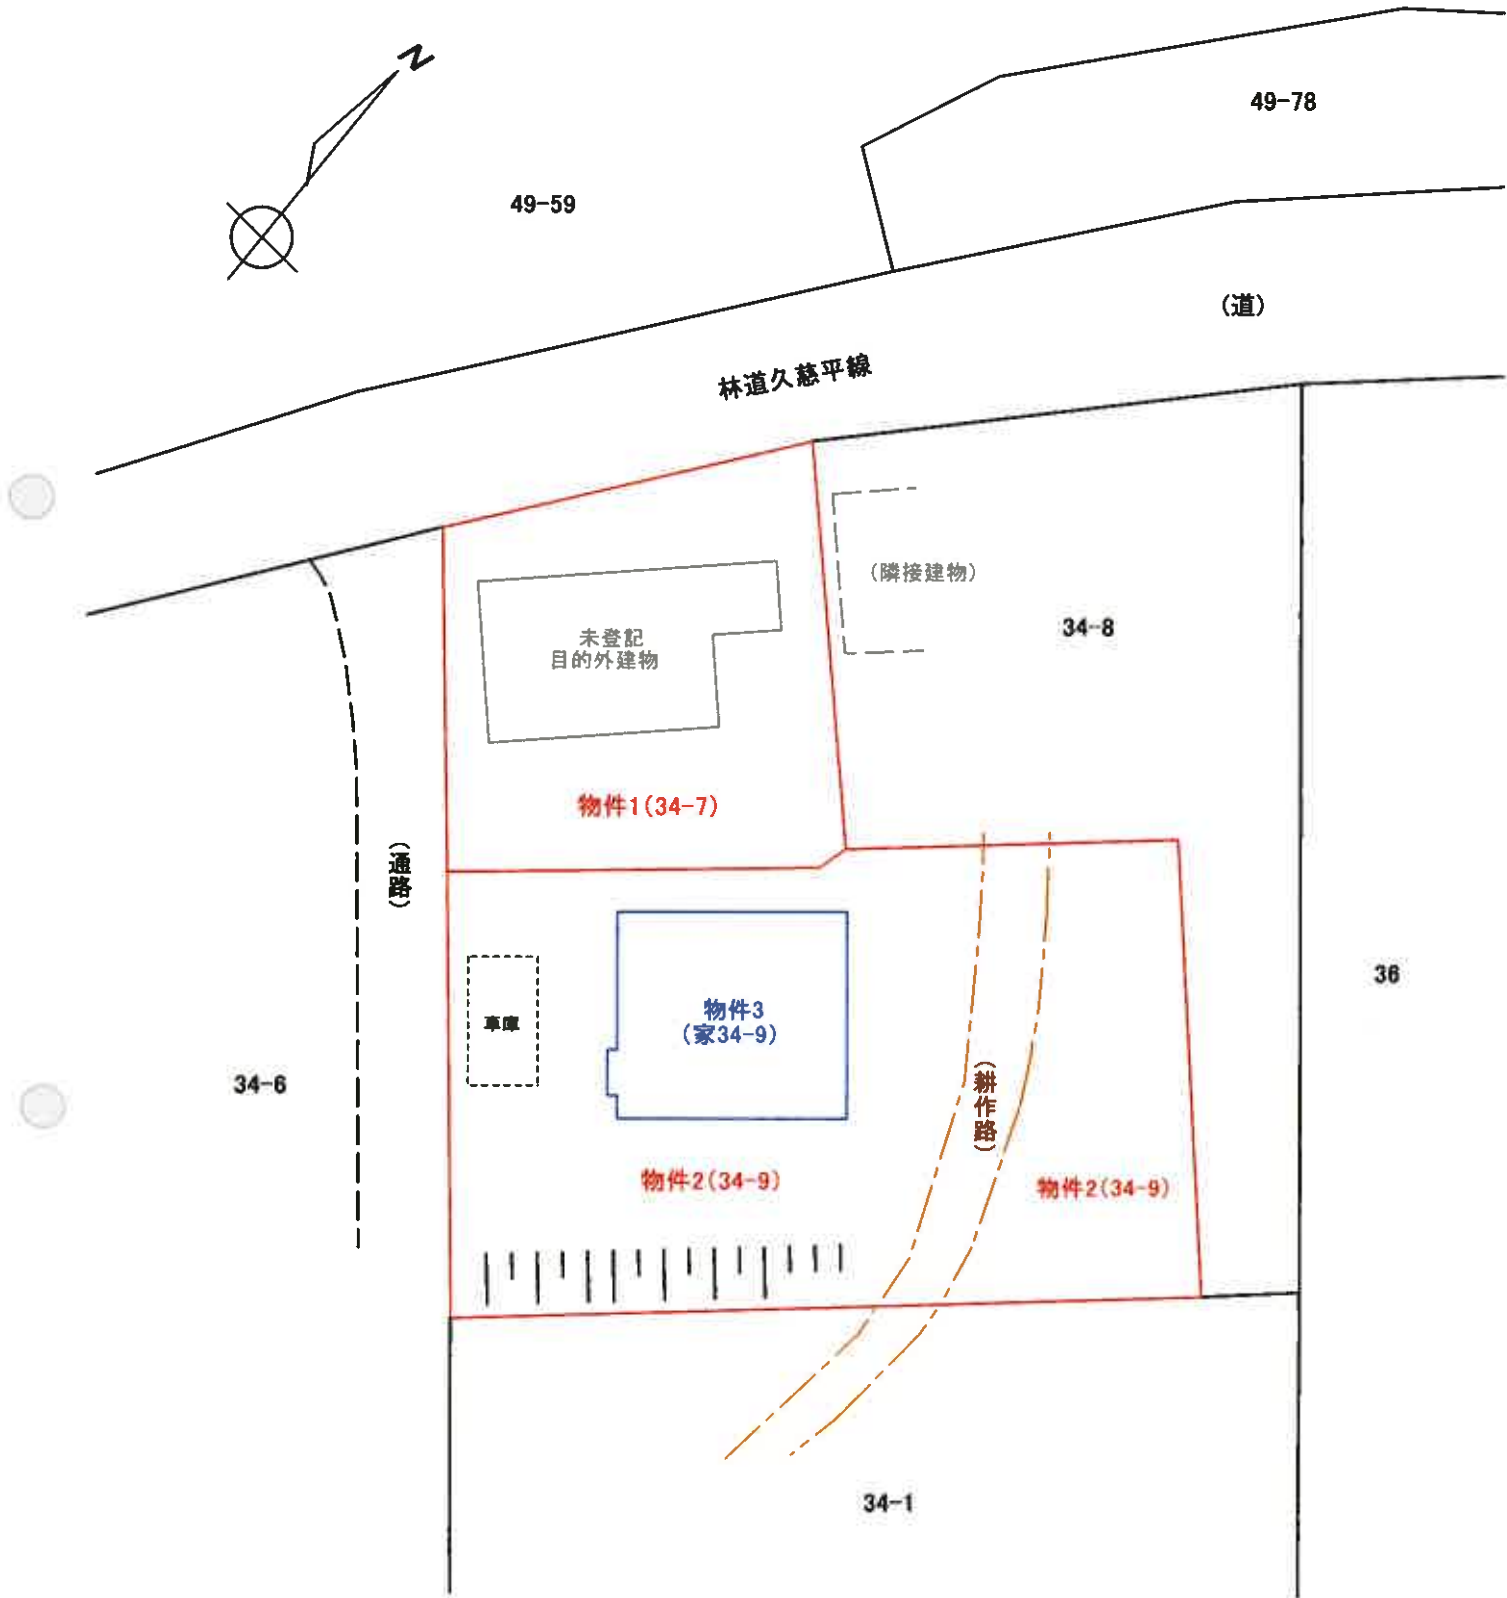 N
49-78
49-59
(道)
林道久慈平線
(隣接建物)
34-8
未登記
目的外建物
物件1(34-7)
(通路)
36
物件3
(家34-9)
車庫
34-6
(耕作路)
物件2(34-9)
物件2(34-9)
34-1